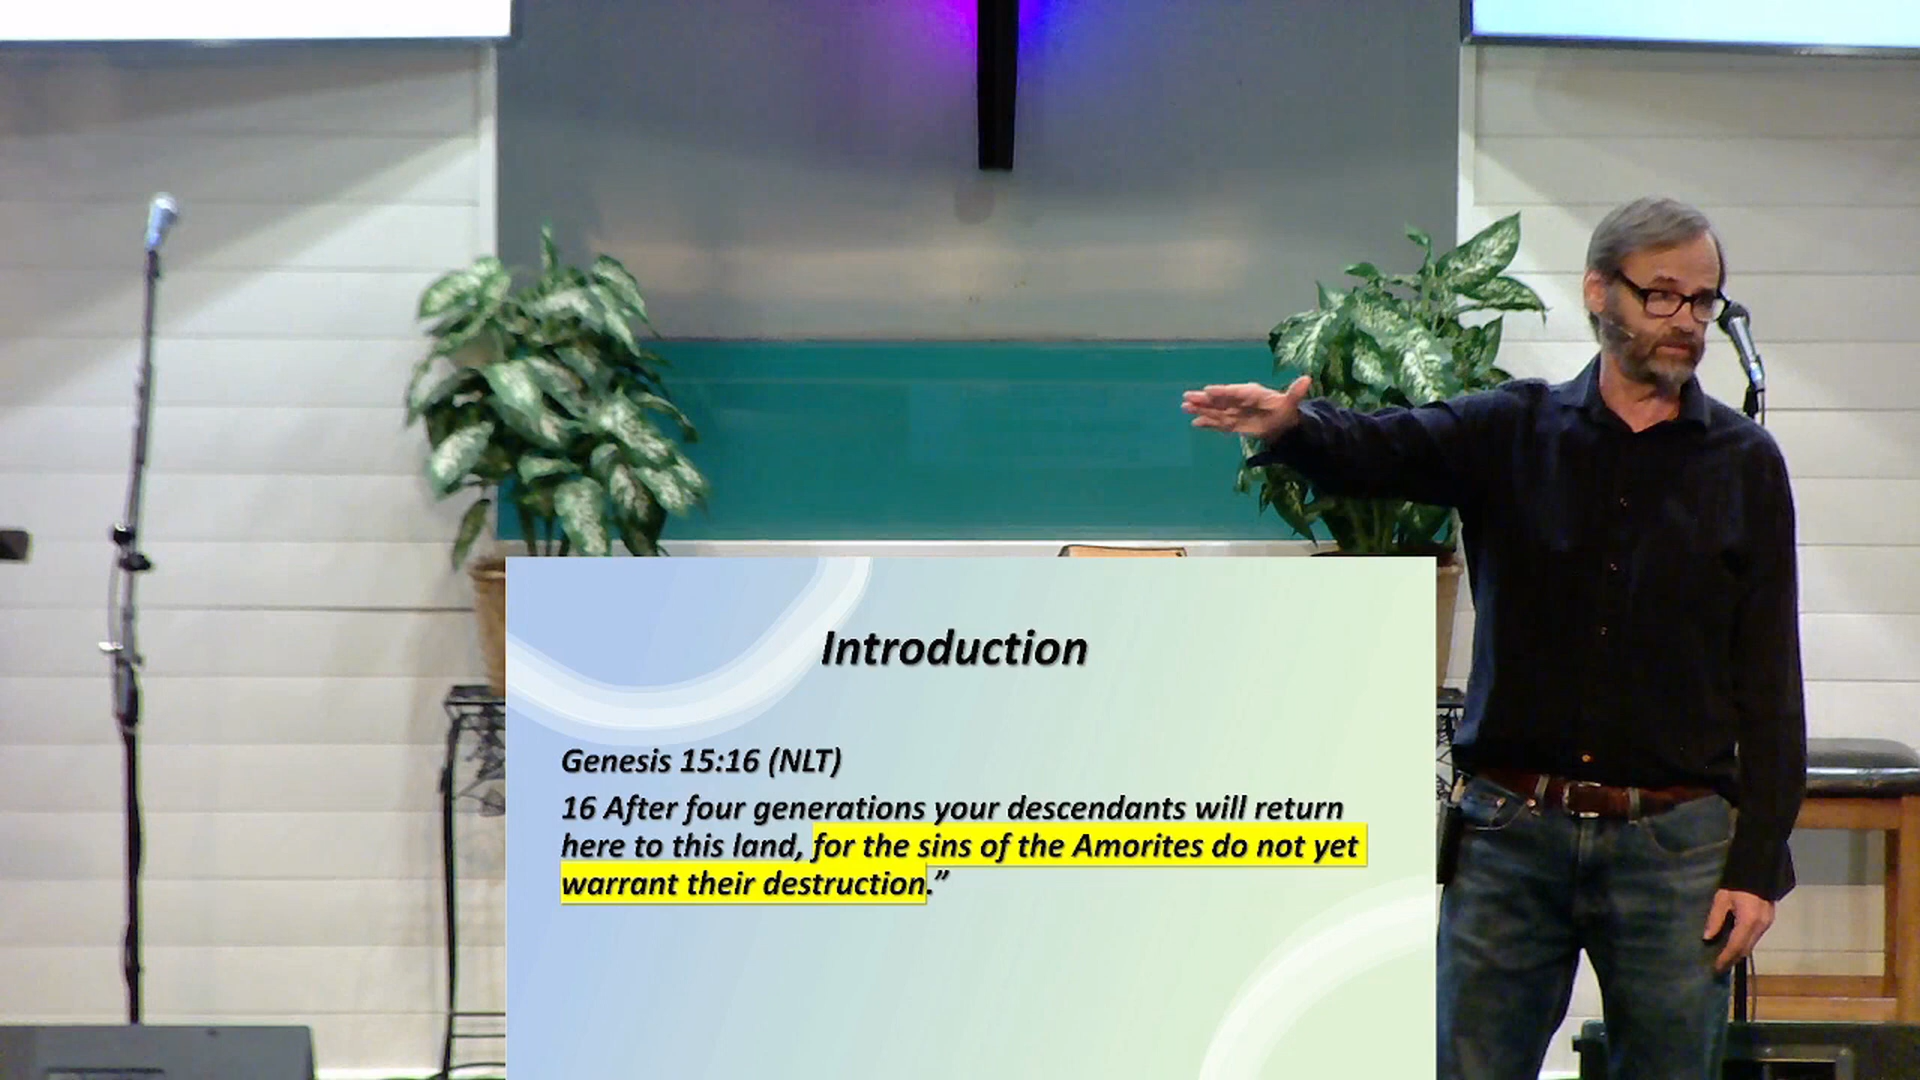 Introduction
Genesis 15:16 (NLT)
16 After four generations your descendants will return
here to this land, for the sins of the Amorites do not yet
warrant their destruction.”